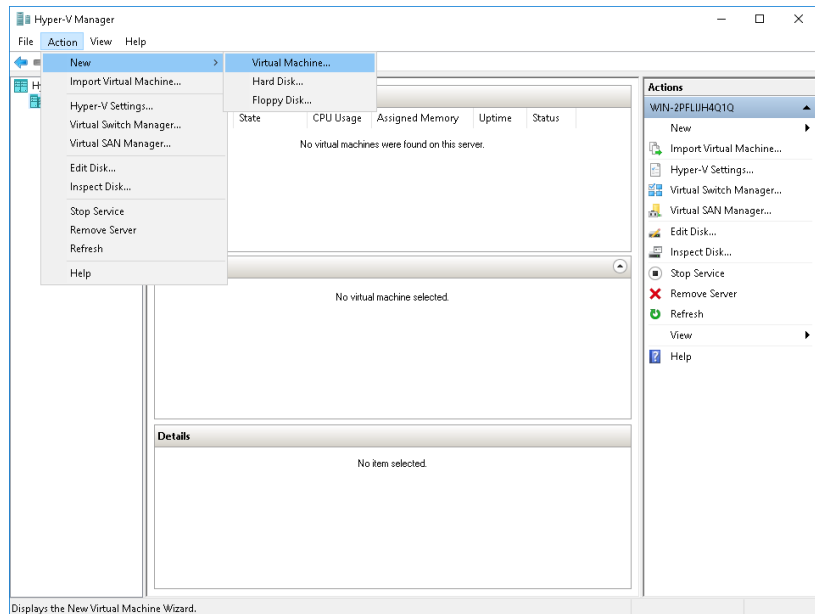 Hyper-V Manager
File Action View Help
New
Virtual Machine...
Import Virtual Machine...
Hard Disk...
Floppy Disk...
Hyper-V Settings...
Virtual Switch Manager...
Virtual SAN Manager...
Edit Disk...
Inspect Disk...
Stop Service
Remove Server
Refresh
Help
State CPU Usage Assigned Memory Uptime Status
No virtual machines were found on this server.
No virtual machine selected.
Details
No item selected.
Actions
WIN-2PFLIJH4Q1Q
New
Import Virtual Machine...
Hyper-V Settings...
Virtual Switch Manager...
Virtual SAN Manager...
Edit Disk...
Inspect Disk...
Stop Service
Remove Server
Refresh
View
Help
Displays the New Virtual Machine Wizard.